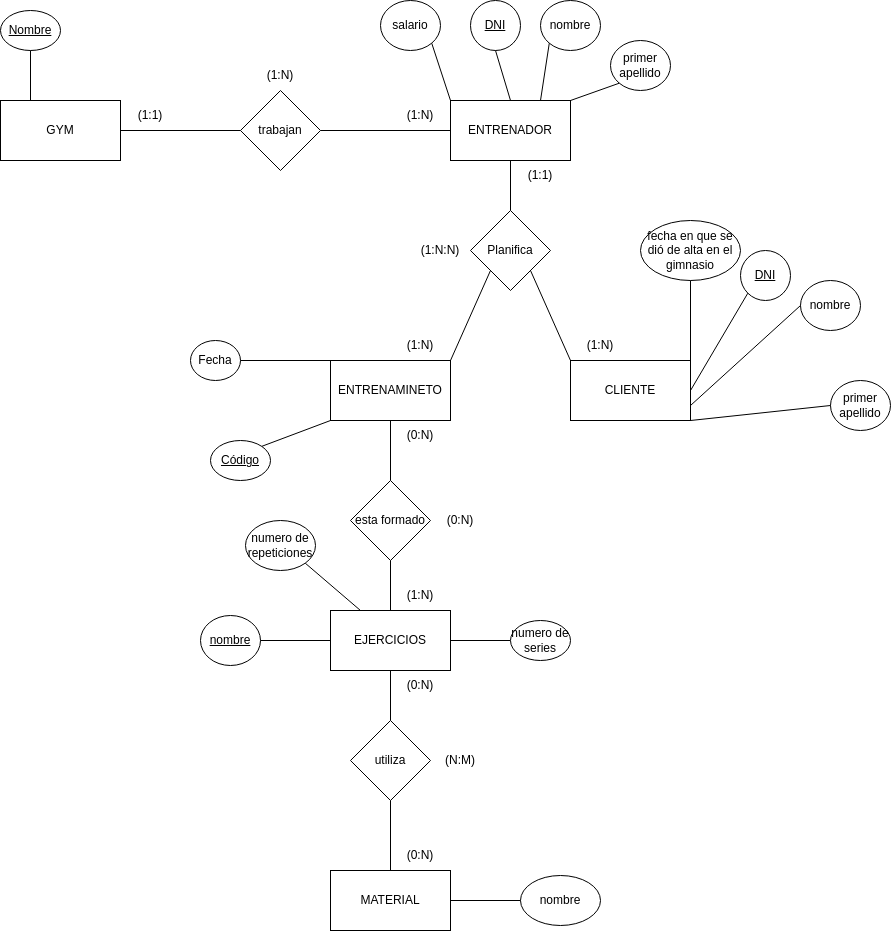 Nombre
salario
DNI
nombre
primer
apellido
(1:N)
GYM
(1:1)
trabajan
(1:N)
ENTRENADOR
(1:1)
(1:N:N)
Planifica
fecha en que se
dió de alta en el
gimnasio
DNI
nombre
(1:N)
(1:N)
Fecha
ENTRENAMINETO
CLIENTE
primer
apellido
(0:N)
Código
esta formado
(0:N)
numero de
repeticiones
(1:N)
nombre
EJERCICIOS
numero de
series
(0:N)
utiliza
(N:M)
(0:N)
MATERIAL
nombre